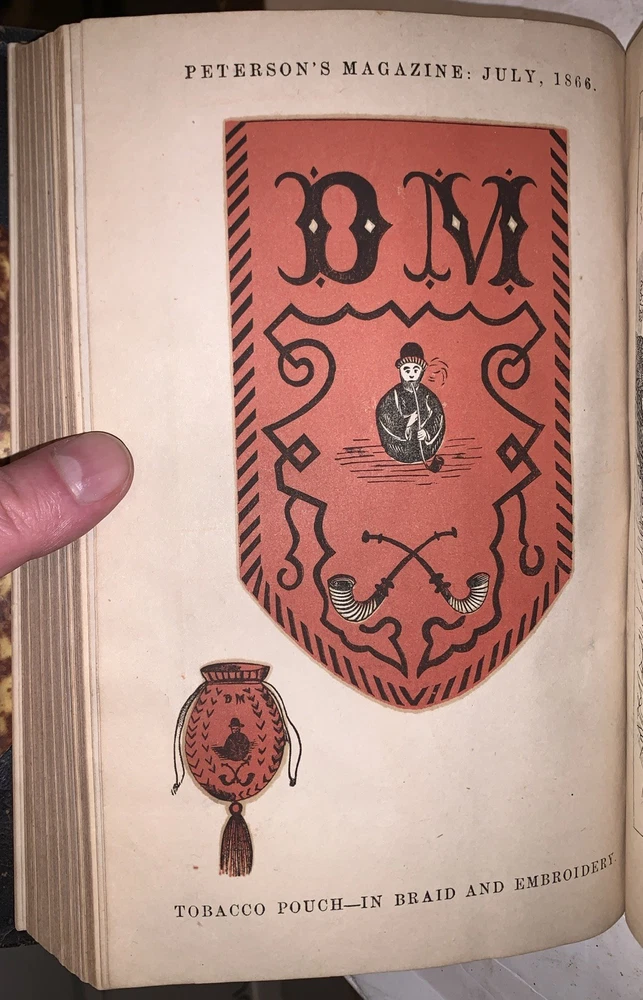 PETERSON'S MAGAZINE: JULY, 1866.
DM
DM
TOBACCO POUCH—IN BRAID AND EMBROIDERY.